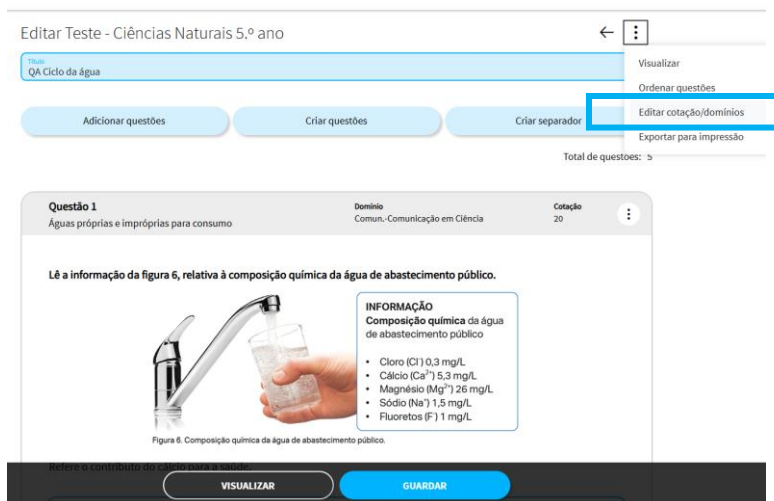 Editar Teste - Ciências Naturais 5.º ano
Título
QA Ciclo da água
Visualizar
Ordenar questões
Editar cotação/domínios
Exportar para impressão
Adicionar questões
Criar questões
Criar separador
Total de questões: 5
Questão 1
Águas próprias e impróprias para consumo
Domínio
Comun.-Comunicação em Ciência
Cotação
20
Lê a informação da figura 6, relativa à composição química da água de abastecimento público.
INFORMAÇÃO
Composição química da água
de abastecimento público
• Cloro (Cl⁻) 0,3 mg/L
• Cálcio (Ca²⁺) 5,3 mg/L
• Magnésio (Mg²⁺) 26 mg/L
• Sódio (Na⁺) 1,5 mg/L
• Fluoretos (F⁻) 1 mg/L
Figura 6. Composição química da água de abastecimento público.
Refere o contributo do cálcio para a saúde.
VISUALIZAR
GUARDAR